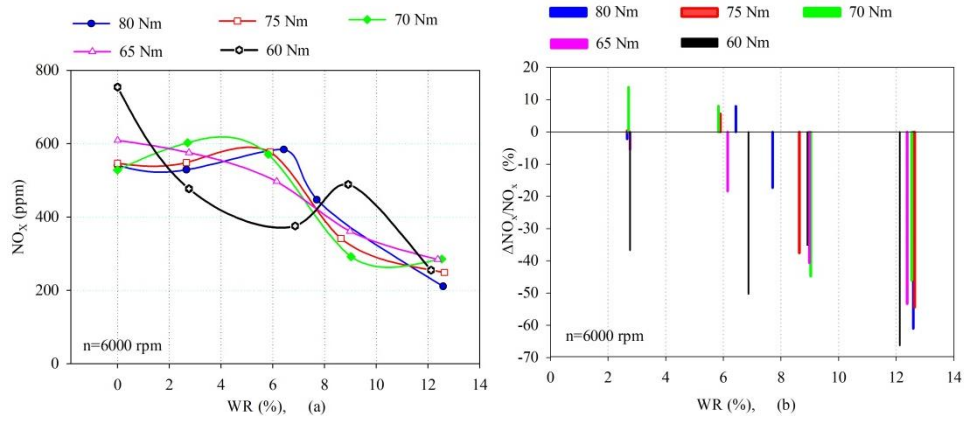 80 Nm 75 Nm 70 Nm
65 Nm 60 Nm
800
600
400
200
0
NOX (ppm)
n=6000 rpm
0 2 4 6 8 10 12 14
WR (%), (a)
80 Nm 75 Nm 70 Nm
65 Nm 60 Nm
20
10
0
-10
-20
-30
-40
-50
-60
-70
ΔNOx/NOx (%)
n=6000 rpm
0 2 4 6 8 10 12 14
WR (%), (b)